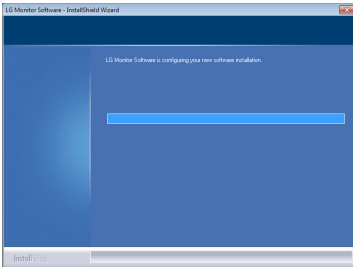 LG Monitor Software - InstallShield Wizard
LG Monitor Software is configuring your new software installation.
InstallShield